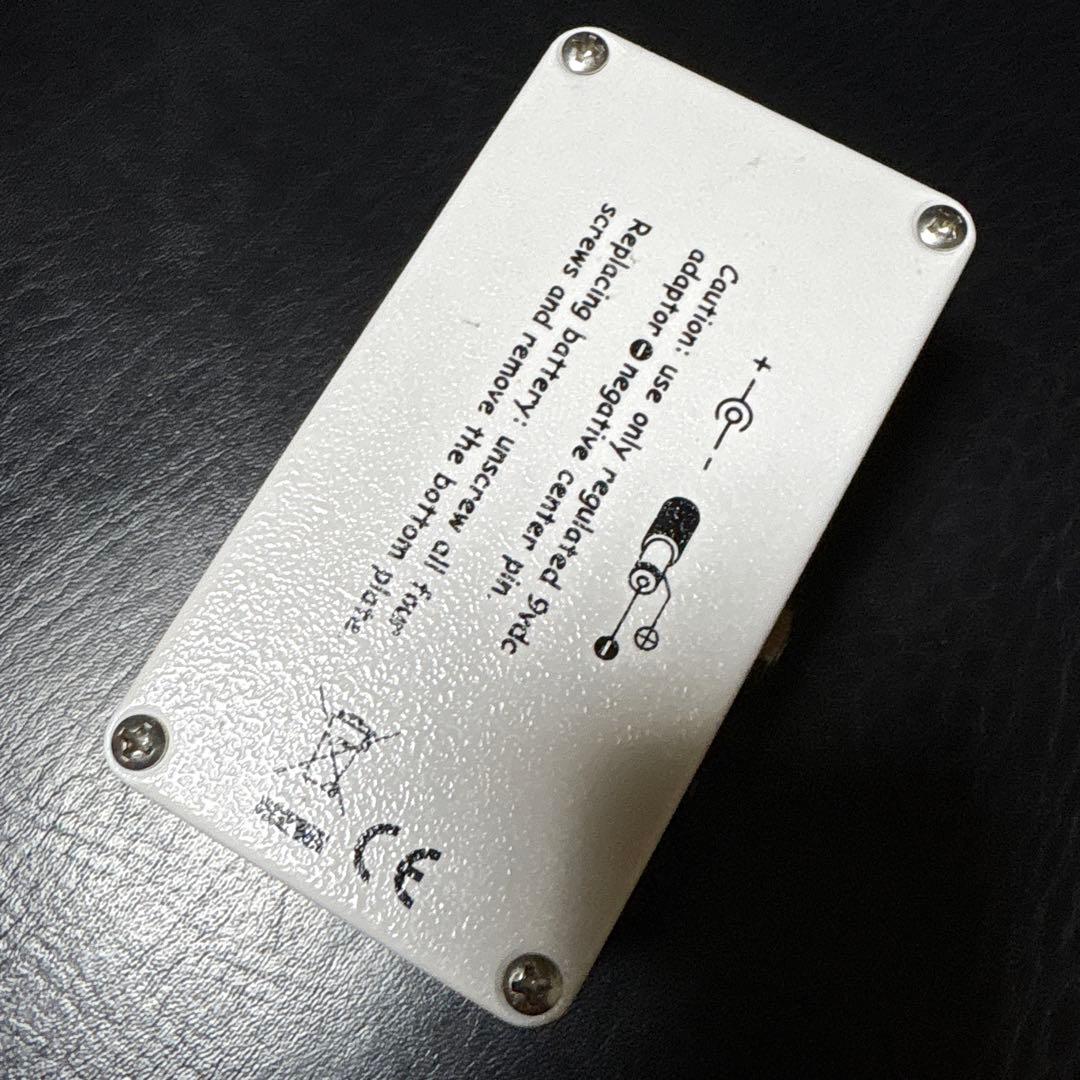 + -
- +
Caution: use only regulated 9vdc
adaptor - negative center pin.
Replacing battery: unscrew all four
screws and remove the bottom plate.
CE